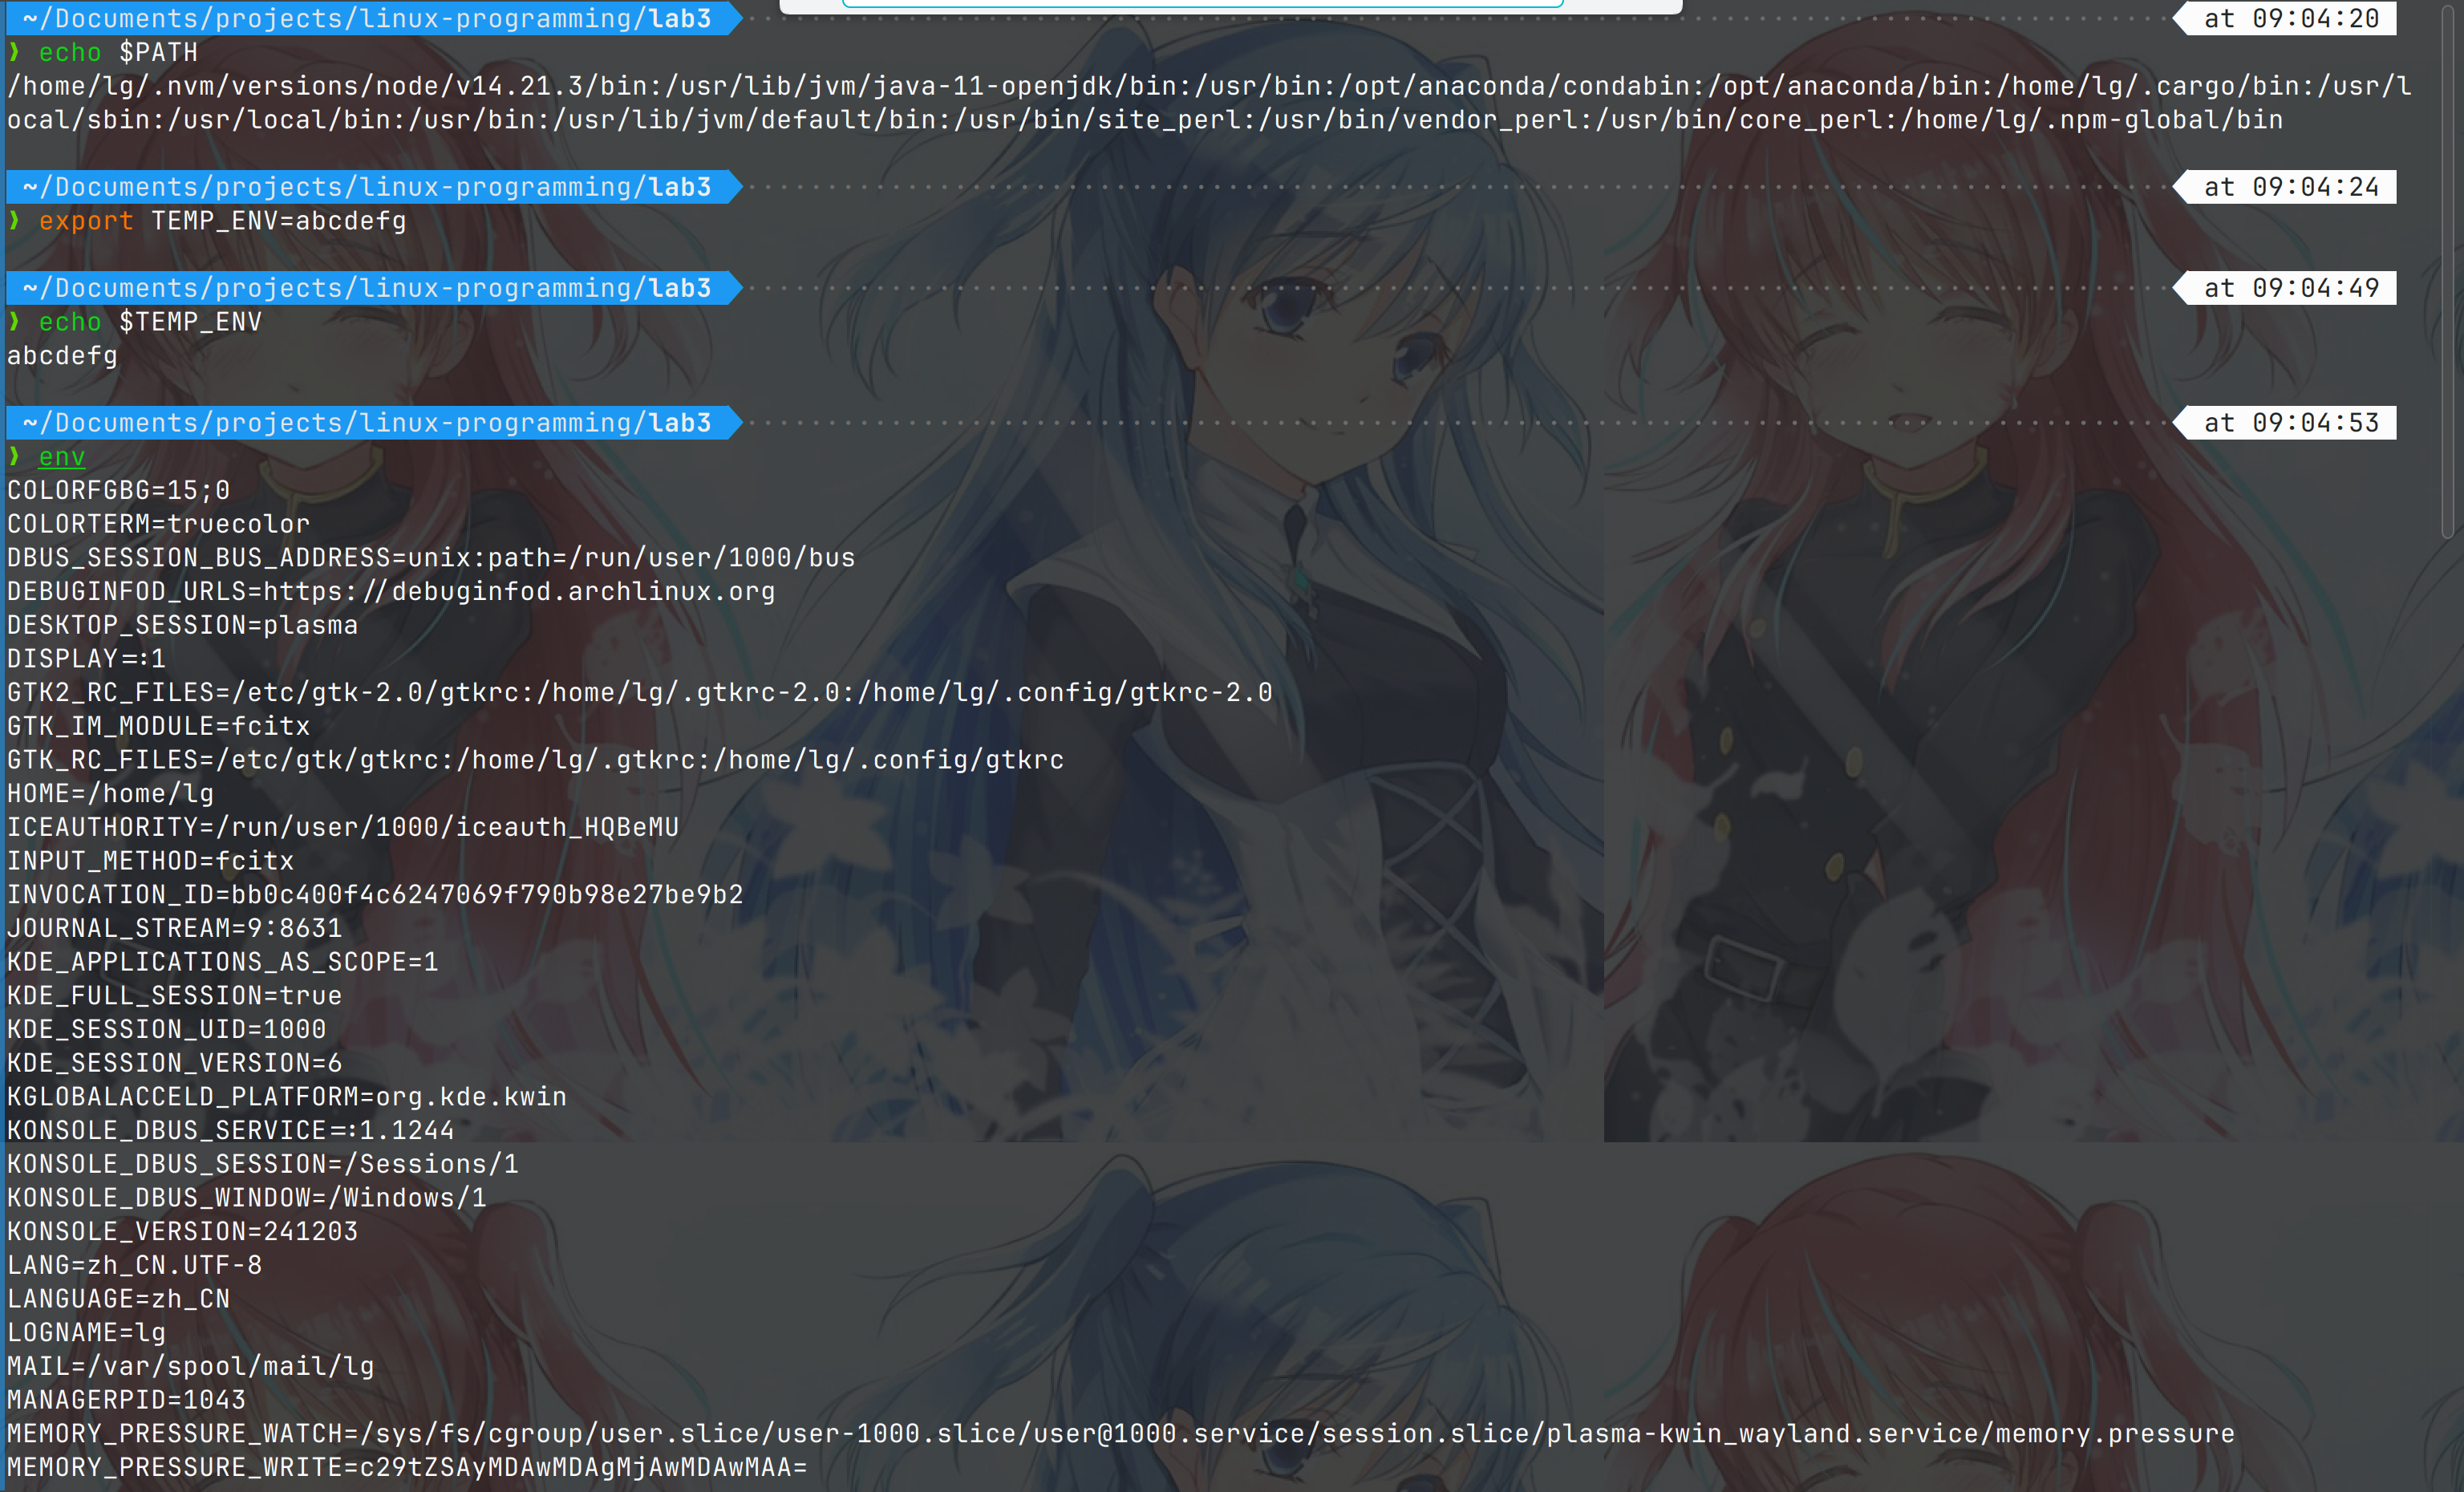 ~/Documents/projects/linux-programming/lab3 at 09:04:20
❯ echo $PATH
/home/lg/.nvm/versions/node/v14.21.3/bin:/usr/lib/jvm/java-11-openjdk/bin:/usr/bin:/opt/anaconda/condabin:/opt/anaconda/bin:/home/lg/.cargo/bin:/usr/l
ocal/sbin:/usr/local/bin:/usr/bin:/usr/lib/jvm/default/bin:/usr/bin/site_perl:/usr/bin/vendor_perl:/usr/bin/core_perl:/home/lg/.npm-global/bin
~/Documents/projects/linux-programming/lab3 at 09:04:24
❯ export TEMP_ENV=abcdefg
~/Documents/projects/linux-programming/lab3 at 09:04:49
❯ echo $TEMP_ENV
abcdefg
~/Documents/projects/linux-programming/lab3 at 09:04:53
❯ env
COLORFGBG=15;0
COLORTERM=truecolor
DBUS_SESSION_BUS_ADDRESS=unix:path=/run/user/1000/bus
DEBUGINFOD_URLS=https://debuginfod.archlinux.org
DESKTOP_SESSION=plasma
DISPLAY=:1
GTK2_RC_FILES=/etc/gtk-2.0/gtkrc:/home/lg/.gtkrc-2.0:/home/lg/.config/gtkrc-2.0
GTK_IM_MODULE=fcitx
GTK_RC_FILES=/etc/gtk/gtkrc:/home/lg/.gtkrc:/home/lg/.config/gtkrc
HOME=/home/lg
ICEAUTHORITY=/run/user/1000/iceauth_HQBeMU
INPUT_METHOD=fcitx
INVOCATION_ID=bb0c400f4c6247069f790b98e27be9b2
JOURNAL_STREAM=9:8631
KDE_APPLICATIONS_AS_SCOPE=1
KDE_FULL_SESSION=true
KDE_SESSION_UID=1000
KDE_SESSION_VERSION=6
KGLOBALACCELD_PLATFORM=org.kde.kwin
KONSOLE_DBUS_SERVICE=:1.1244
KONSOLE_DBUS_SESSION=/Sessions/1
KONSOLE_DBUS_WINDOW=/Windows/1
KONSOLE_VERSION=241203
LANG=zh_CN.UTF-8
LANGUAGE=zh_CN
LOGNAME=lg
MAIL=/var/spool/mail/lg
MANAGERPID=1043
MEMORY_PRESSURE_WATCH=/sys/fs/cgroup/user.slice/user-1000.slice/user@1000.service/session.slice/plasma-kwin_wayland.service/memory.pressure
MEMORY_PRESSURE_WRITE=c29tZSAyMDAwMDAgMjAwMDAwMAA=